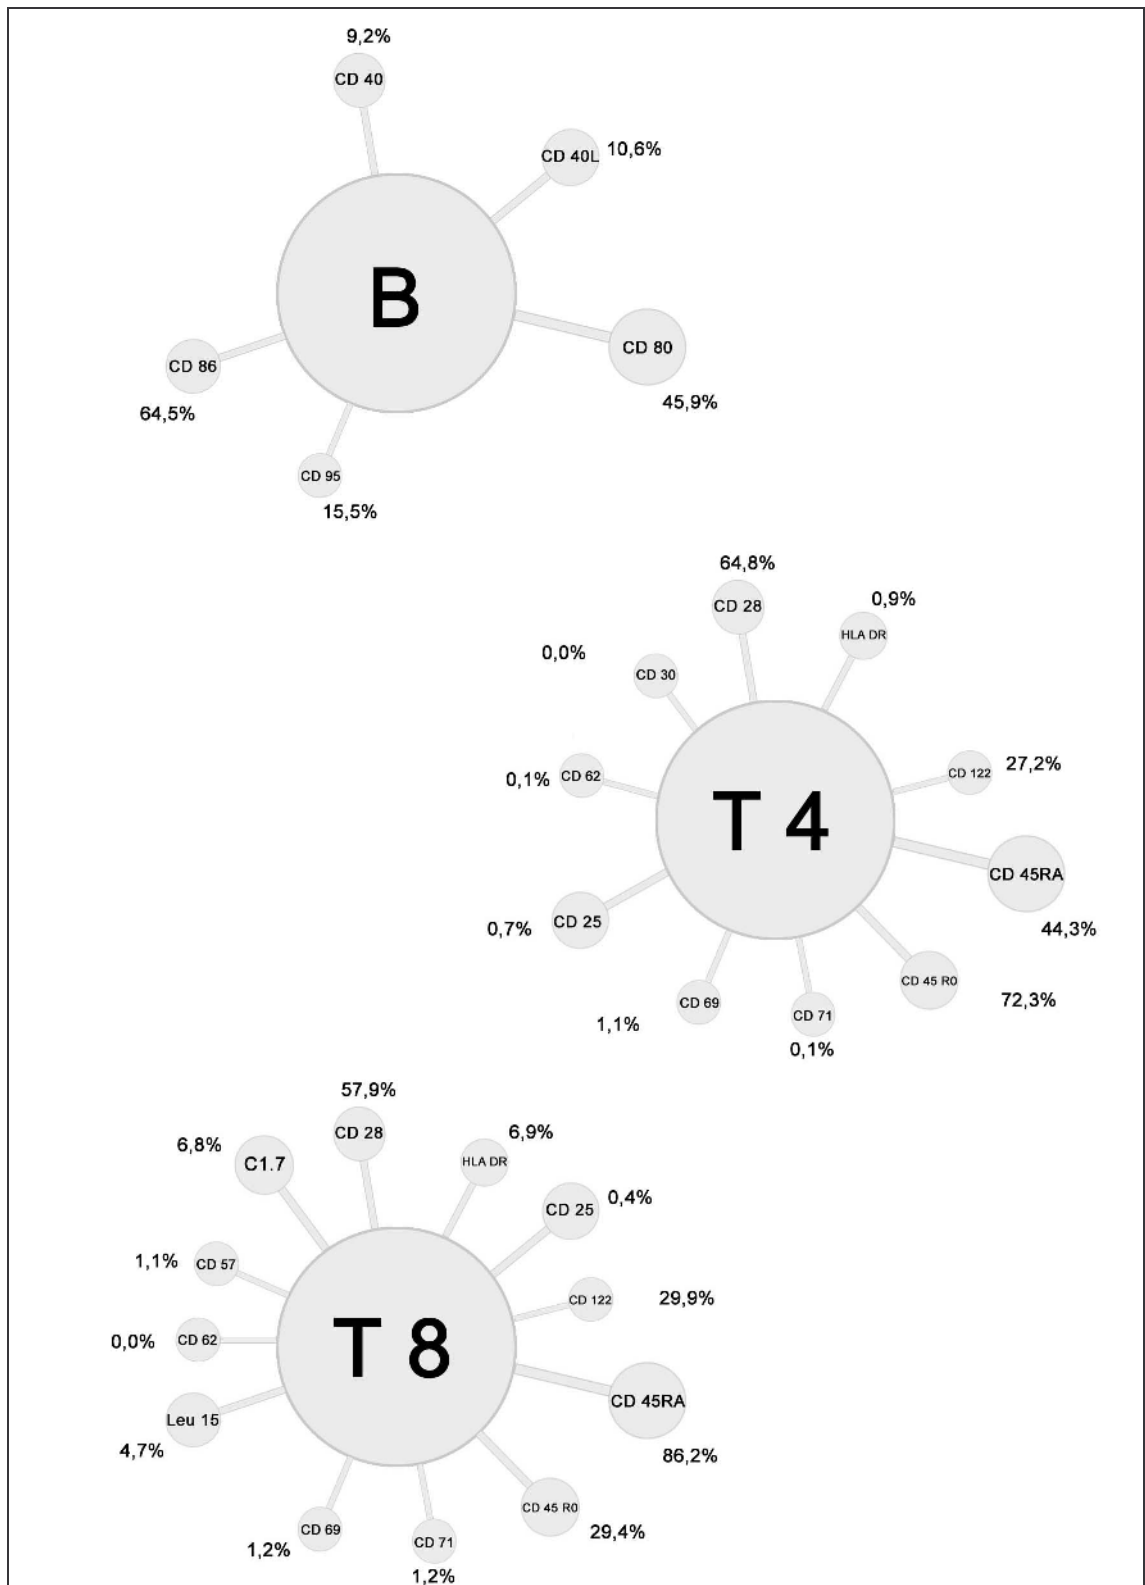 9,2%
CD 40
CD 40L
10,6%
B
CD 80
45,9%
CD 86
64,5%
CD 95
15,5%
64,8%
CD 28
0,9%
HLA DR
0,0%
CD 30
0,1%
CD 62
CD 122
27,2%
T 4
CD 45RA
44,3%
0,7%
CD 25
CD 45 R0
72,3%
CD 69
1,1%
CD 71
0,1%
57,9%
CD 28
6,8%
C1.7
6,9%
HLA DR
CD 25
0,4%
1,1%
CD 57
CD 122
29,9%
0,0%
CD 62
T 8
CD 45RA
86,2%
Leu 15
4,7%
CD 45 R0
29,4%
CD 69
1,2%
CD 71
1,2%